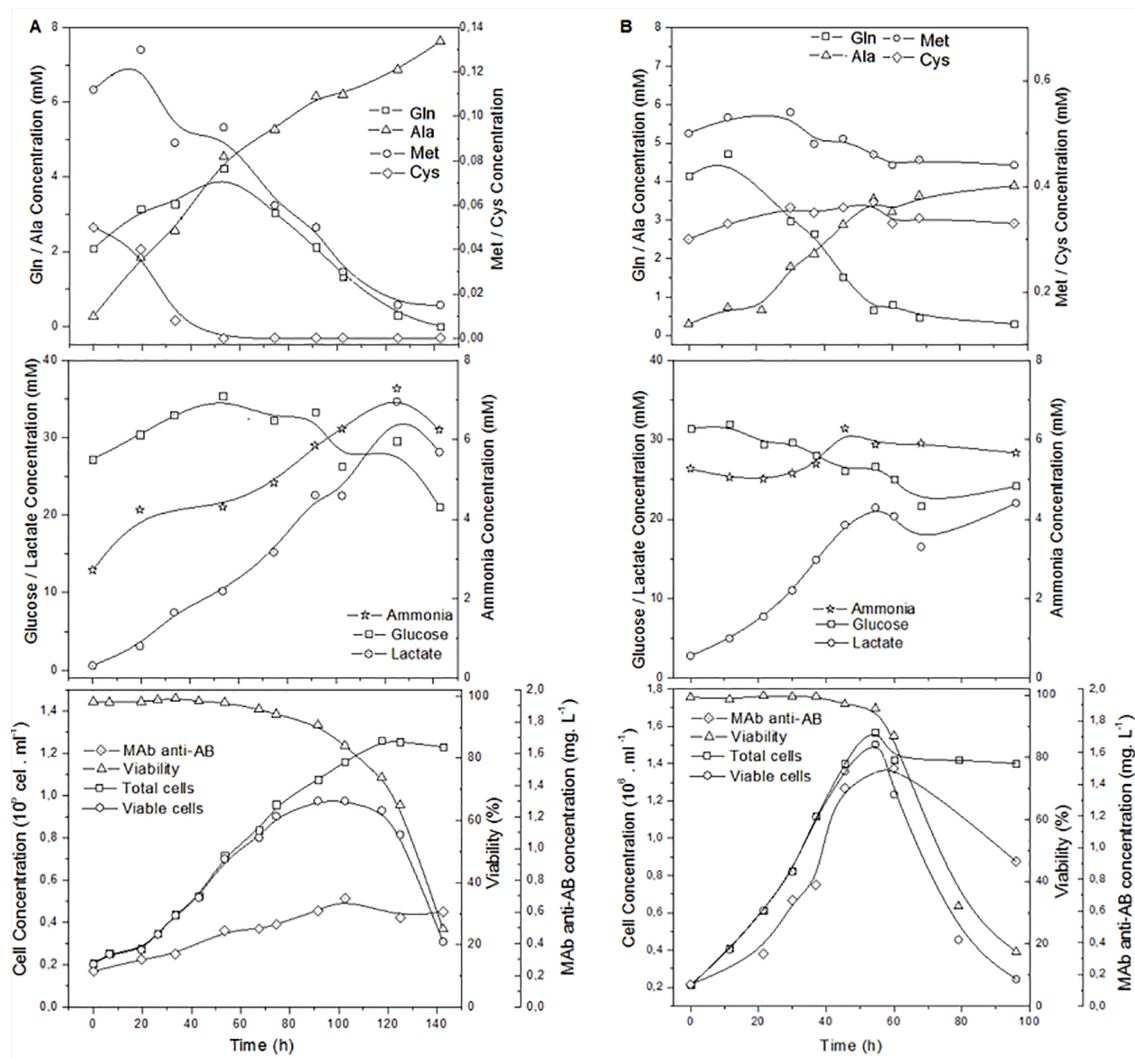 A
Gln / Ala Concentration (mM)
8
6
4
2
0
0,14
0,12
0,10
0,08
0,06
0,04
0,02
0,00
Met / Cys Concentration
Gln
Ala
Met
Cys
Glucose / Lactate Concentration (mM)
40
30
20
10
0
8
6
4
2
0
Ammonia Concentration (mM)
Ammonia
Glucose
Lactate
Cell Concentration (10⁶ cel . ml⁻¹)
1,4
1,2
1,0
0,8
0,6
0,4
0,2
0,0
100
80
60
40
20
0
Viability (%)
2,0
1,8
1,6
1,4
1,2
1,0
0,8
0,6
0,4
0,2
0,0
MAb anti-AB concentration (mg. L⁻¹)
MAb anti-AB
Viability
Total cells
Viable cells
0 20 40 60 80 100 120 140
Time (h)
B
Gln / Ala Concentration (mM)
8
7
6
5
4
3
2
1
0
0,6
0,4
0,2
Met / Cys Concentration (mM)
Gln Met
Ala Cys
Glucose / Lactate Concentration (mM)
40
30
20
10
0
8
6
4
2
0
Ammonia Concentration (mM)
Ammonia
Glucose
Lactate
Cell Concentration (10⁶ . ml⁻¹)
1,8
1,6
1,4
1,2
1,0
0,8
0,6
0,4
0,2
100
80
60
40
20
0
Viability (%)
2,0
1,8
1,6
1,4
1,2
1,0
0,8
0,6
0,4
0,2
0,0
MAb anti-AB concentration (mg. L⁻¹)
MAb anti-AB
Viability
Total cells
Viable cells
0 20 40 60 80 100
Time (h)